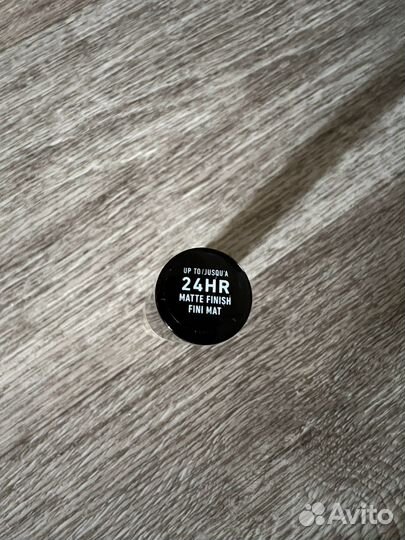 UP TO/JUSQU'A
24HR
MATTE FINISH
FINI MAT
Avito